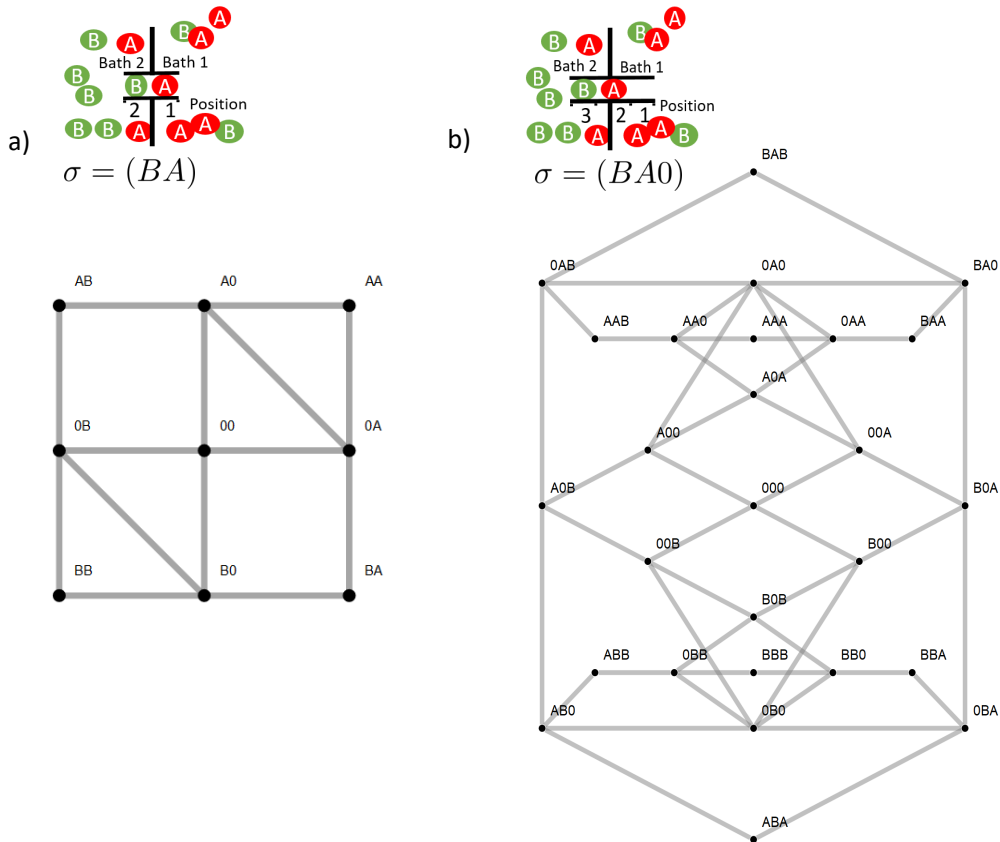 a)
B A B A A
Bath 2 Bath 1
B B A
B
2 1 Position
B B A A A B
σ = (BA)
AB A0 AA
0B 00 0A
BB B0 BA
b)
B A B A A
Bath 2 Bath 1
B B A
B
3 2 1 Position
B B A A A B
σ = (BA0)
BAB
0AB 0A0 BA0
AAB AA0 AAA 0AA BAA
A0A
A00 00A
A0B 000 B0A
00B B00
B0B
ABB 0BB BBB BB0 BBA
AB0 0B0 0BA
ABA